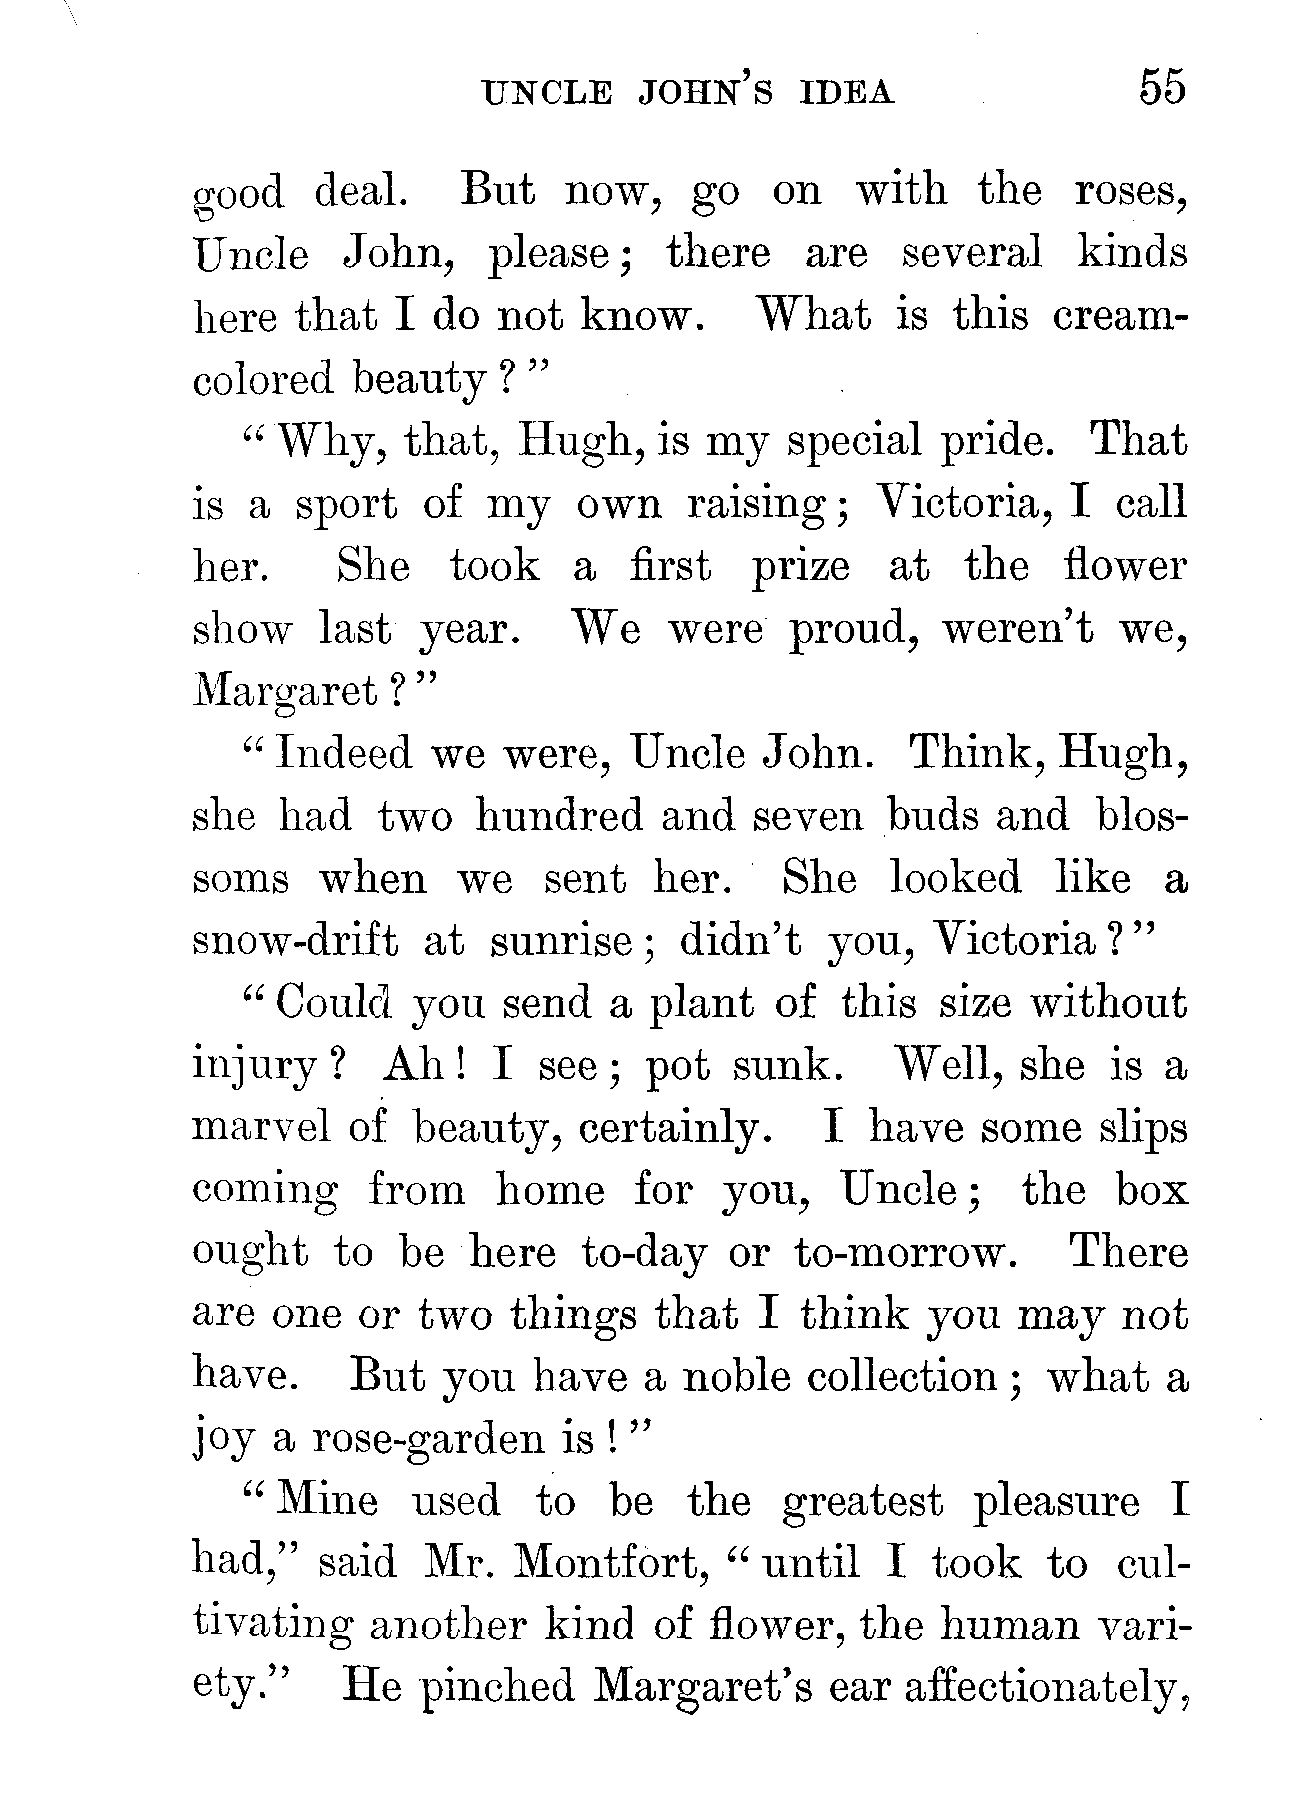 UNCLE JOHN'S IDEA 55
good deal. But now, go on with the roses,
Uncle John, please; there are several kinds
here that I do not know. What is this cream-
colored beauty?"
"Why, that, Hugh, is my special pride. That
is a sport of my own raising; Victoria, I call
her. She took a first prize at the flower
show last year. We were proud, weren't we,
Margaret?"
"Indeed we were, Uncle John. Think, Hugh,
she had two hundred and seven buds and blos-
soms when we sent her. She looked like a
snow-drift at sunrise; didn't you, Victoria?"
"Could you send a plant of this size without
injury? Ah! I see; pot sunk. Well, she is a
marvel of beauty, certainly. I have some slips
coming from home for you, Uncle; the box
ought to be here to-day or to-morrow. There
are one or two things that I think you may not
have. But you have a noble collection; what a
joy a rose-garden is!"
"Mine used to be the greatest pleasure I
had," said Mr. Montfort, "until I took to cul-
tivating another kind of flower, the human vari-
ety." He pinched Margaret's ear affectionately,